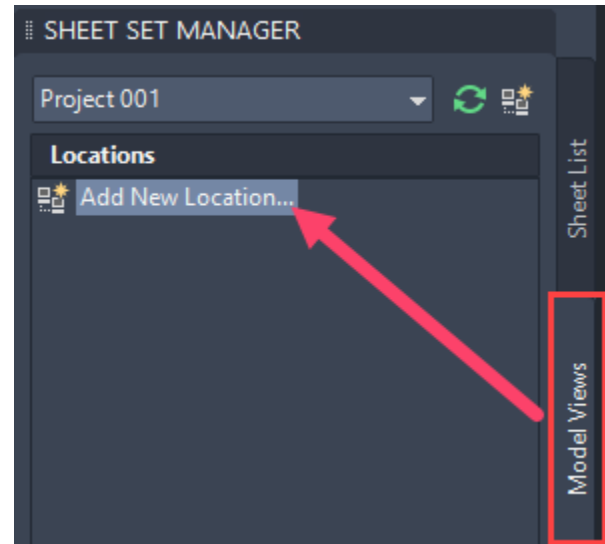 SHEET SET MANAGER
Project 001
Locations
Add New Location...
Sheet List
Model Views